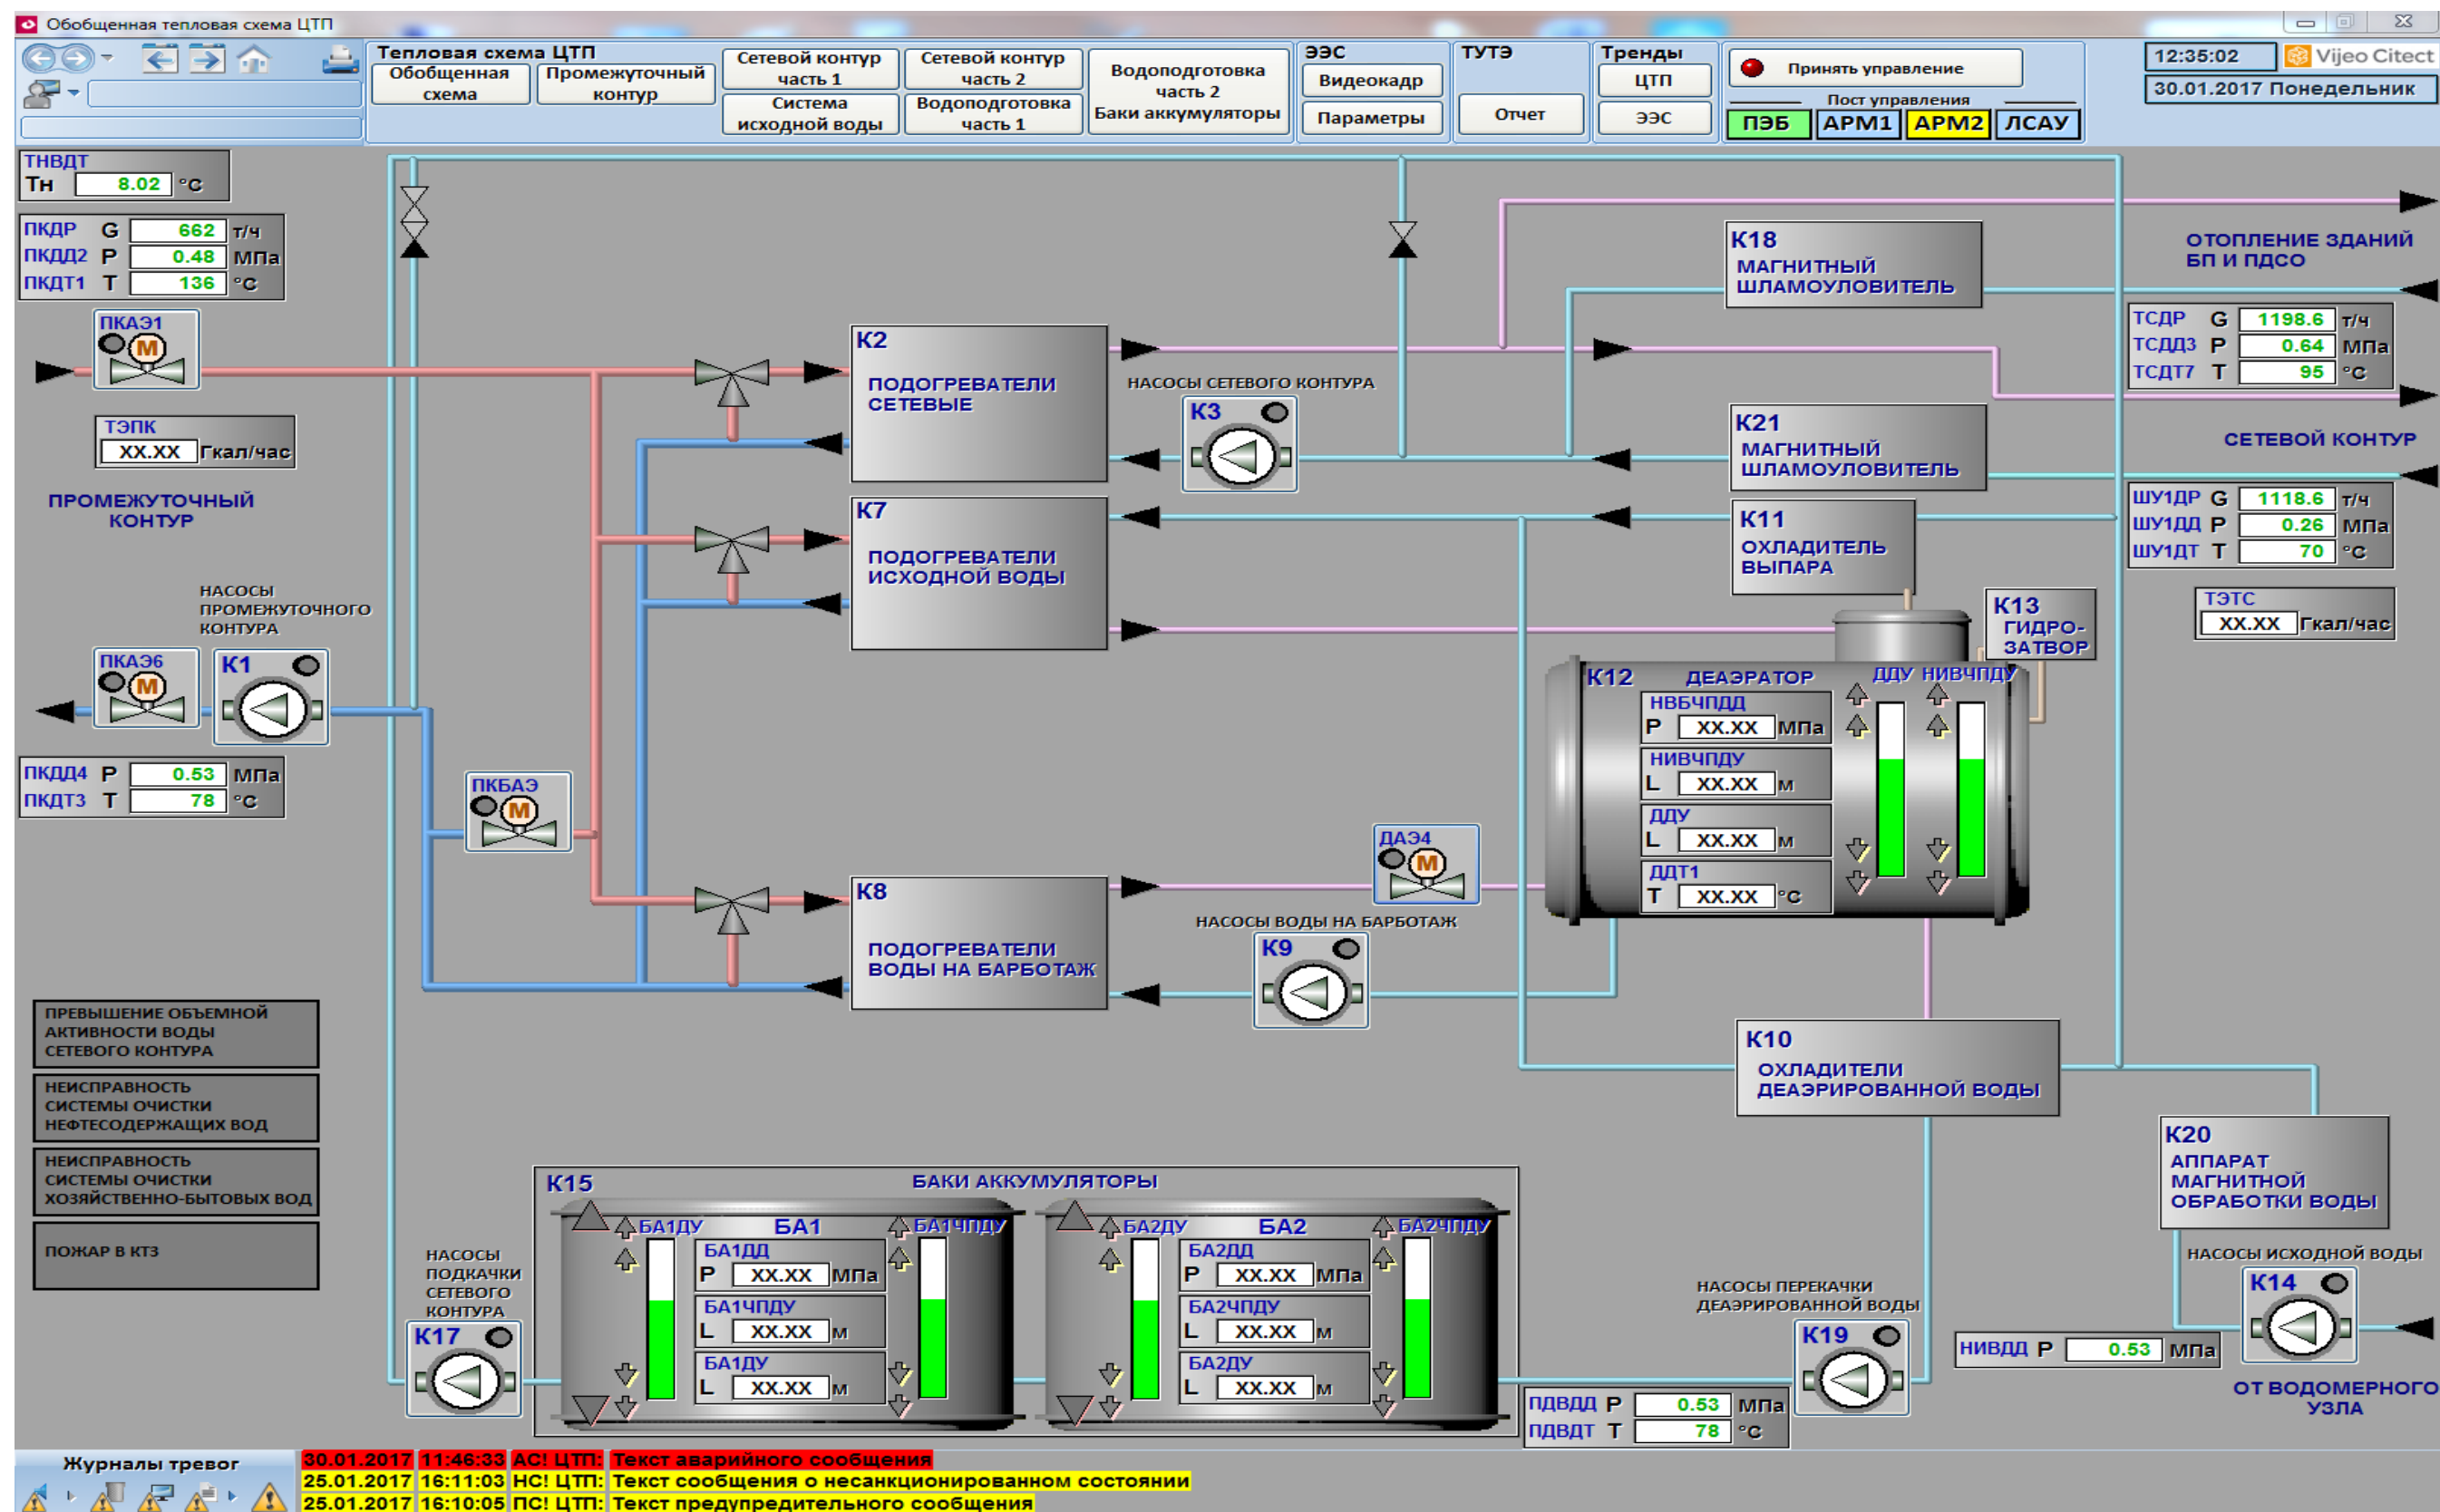 Обобщенная тепловая схема ЦТП
Тепловая схема ЦТП
Обобщенная
схема
Промежуточный
контур
Сетевой контур
часть 1
Система
исходной воды
Сетевой контур
часть 2
Водоподготовка
часть 1
Водоподготовка
часть 2
Баки аккумуляторы
ЭЭС
Видеокадр
Параметры
ТУТЭ
Отчет
Тренды
ЦТП
ЭЭС
Принять управление
Пост управления
ПЭБ АРМ1 АРМ2 ЛСАУ
12:35:02
Vijeo Citect
30.01.2017 Понедельник
ТНВДТ
Тн 8.02 °C
ПКДР G 662 т/ч
ПКДД2 P 0.48 МПа
ПКДТ1 T 136 °C
ПКАЭ1
М
ТЭПК
XX.XX Гкал/час
ПРОМЕЖУТОЧНЫЙ
КОНТУР
НАСОСЫ
ПРОМЕЖУТОЧНОГО
КОНТУРА
ПКАЭ6
М
К1
ПКДД4 P 0.53 МПа
ПКДТ3 T 78 °C
ПКБАЭ
М
К2
ПОДОГРЕВАТЕЛИ
СЕТЕВЫЕ
НАСОСЫ СЕТЕВОГО КОНТУРА
К3
К7
ПОДОГРЕВАТЕЛИ
ИСХОДНОЙ ВОДЫ
К8
ПОДОГРЕВАТЕЛИ
ВОДЫ НА БАРБОТАЖ
ДАЭ4
М
НАСОСЫ ВОДЫ НА БАРБОТАЖ
К9
К18
МАГНИТНЫЙ
ШЛАМОУЛОВИТЕЛЬ
ОТОПЛЕНИЕ ЗДАНИЙ
БП И ПДСО
ТСДР G 1198.6 т/ч
ТСДД3 P 0.64 МПа
ТСДТ7 T 95 °C
К21
МАГНИТНЫЙ
ШЛАМОУЛОВИТЕЛЬ
СЕТЕВОЙ КОНТУР
ШУ1ДР G 1118.6 т/ч
ШУ1ДД P 0.26 МПа
ШУ1ДТ T 70 °C
К11
ОХЛАДИТЕЛЬ
ВЫПАРА
ТЭТС
XX.XX Гкал/час
К13
ГИДРО-
ЗАТВОР
К12 ДЕАЭРАТОР ДДУ НИВЧПДУ
НВБЧПДД
P XX.XX МПа
НИВЧПДУ
L XX.XX м
ДДУ
L XX.XX м
ДДТ1
T XX.XX °C
К10
ОХЛАДИТЕЛИ
ДЕАЭРИРОВАННОЙ ВОДЫ
К20
АППАРАТ
МАГНИТНОЙ
ОБРАБОТКИ ВОДЫ
НАСОСЫ ИСХОДНОЙ ВОДЫ
К14
НИВДД P 0.53 МПа
ОТ ВОДОМЕРНОГО
УЗЛА
НАСОСЫ ПЕРЕКАЧКИ
ДЕАЭРИРОВАННОЙ ВОДЫ
К19
ПДВДД P 0.53 МПа
ПДВДТ T 78 °C
ПРЕВЫШЕНИЕ ОБЪЕМНОЙ
АКТИВНОСТИ ВОДЫ
СЕТЕВОГО КОНТУРА
НЕИСПРАВНОСТЬ
СИСТЕМЫ ОЧИСТКИ
НЕФТЕСОДЕРЖАЩИХ ВОД
НЕИСПРАВНОСТЬ
СИСТЕМЫ ОЧИСТКИ
ХОЗЯЙСТВЕННО-БЫТОВЫХ ВОД
ПОЖАР В КТЗ
НАСОСЫ
ПОДКАЧКИ
СЕТЕВОГО
КОНТУРА
К17
К15 БАКИ АККУМУЛЯТОРЫ
БА1ДУ БА1 БА1ЧПДУ
БА1ДД
P XX.XX МПа
БА1ЧПДУ
L XX.XX м
БА1ДУ
L XX.XX м
БА2ДУ БА2 БА2ЧПДУ
БА2ДД
P XX.XX МПа
БА2ЧПДУ
L XX.XX м
БА2ДУ
L XX.XX м
Журналы тревог
30.01.2017 11:46:33 АС! ЦТП: Текст аварийного сообщения
25.01.2017 16:11:03 НС! ЦТП: Текст сообщения о несанкционированном состоянии
25.01.2017 16:10:05 ПС! ЦТП: Текст предупредительного сообщения